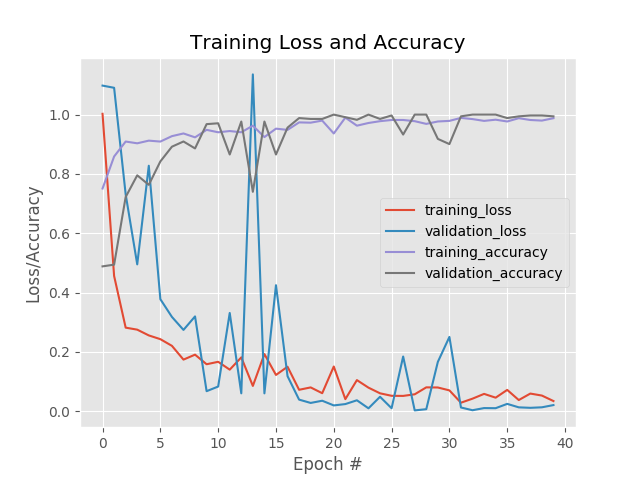 Training Loss and Accuracy
1.0
0.8
0.6
0.4
0.2
0.0
Loss/Accuracy
training_loss
validation_loss
training_accuracy
validation_accuracy
0 5 10 15 20 25 30 35 40
Epoch #